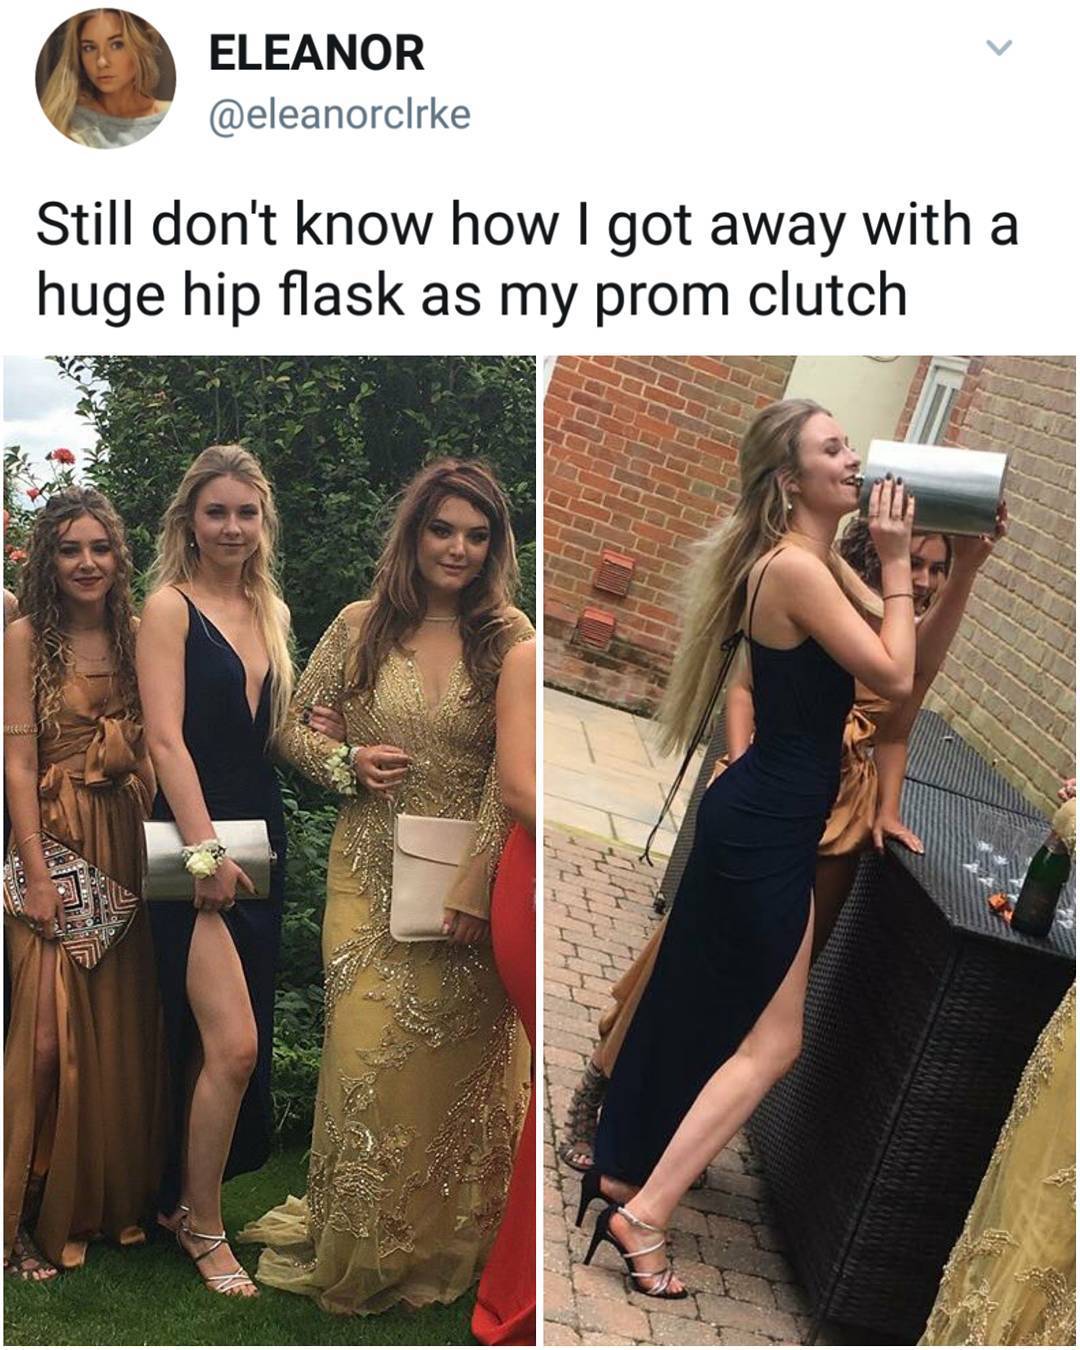 ELEANOR
@eleanorclrke
Still don't know how I got away with a
huge hip flask as my prom clutch